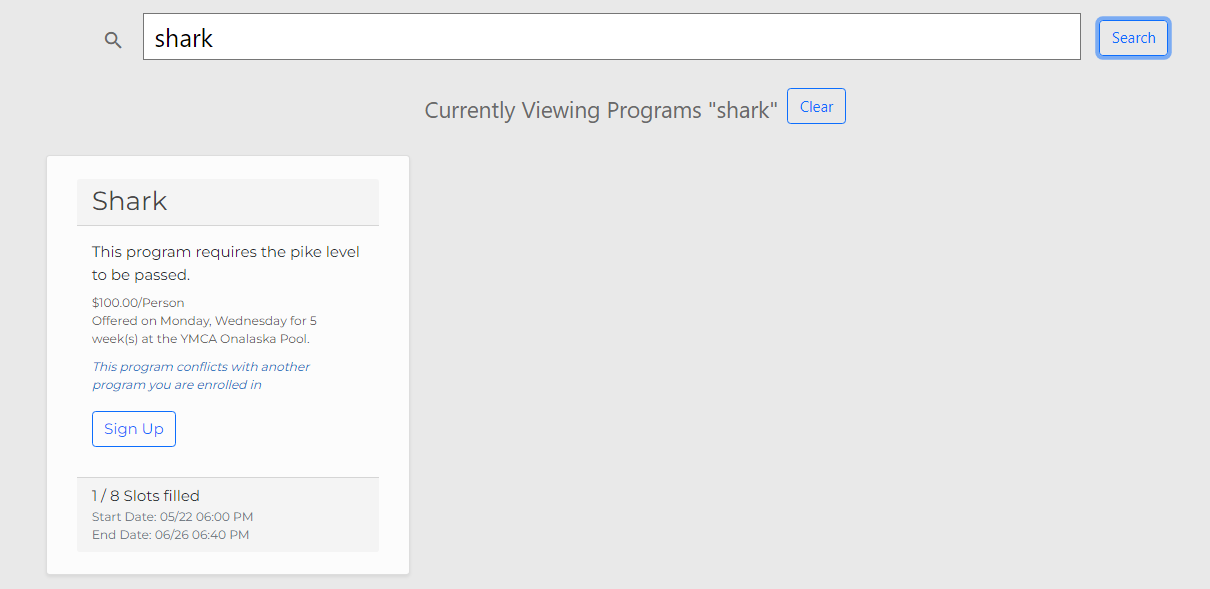 shark
Search
Currently Viewing Programs "shark"
Clear
Shark
This program requires the pike level
to be passed.
$100.00/Person
Offered on Monday, Wednesday for 5
week(s) at the YMCA Onalaska Pool.
This program conflicts with another
program you are enrolled in
Sign Up
1 / 8 Slots filled
Start Date: 05/22 06:00 PM
End Date: 06/26 06:40 PM